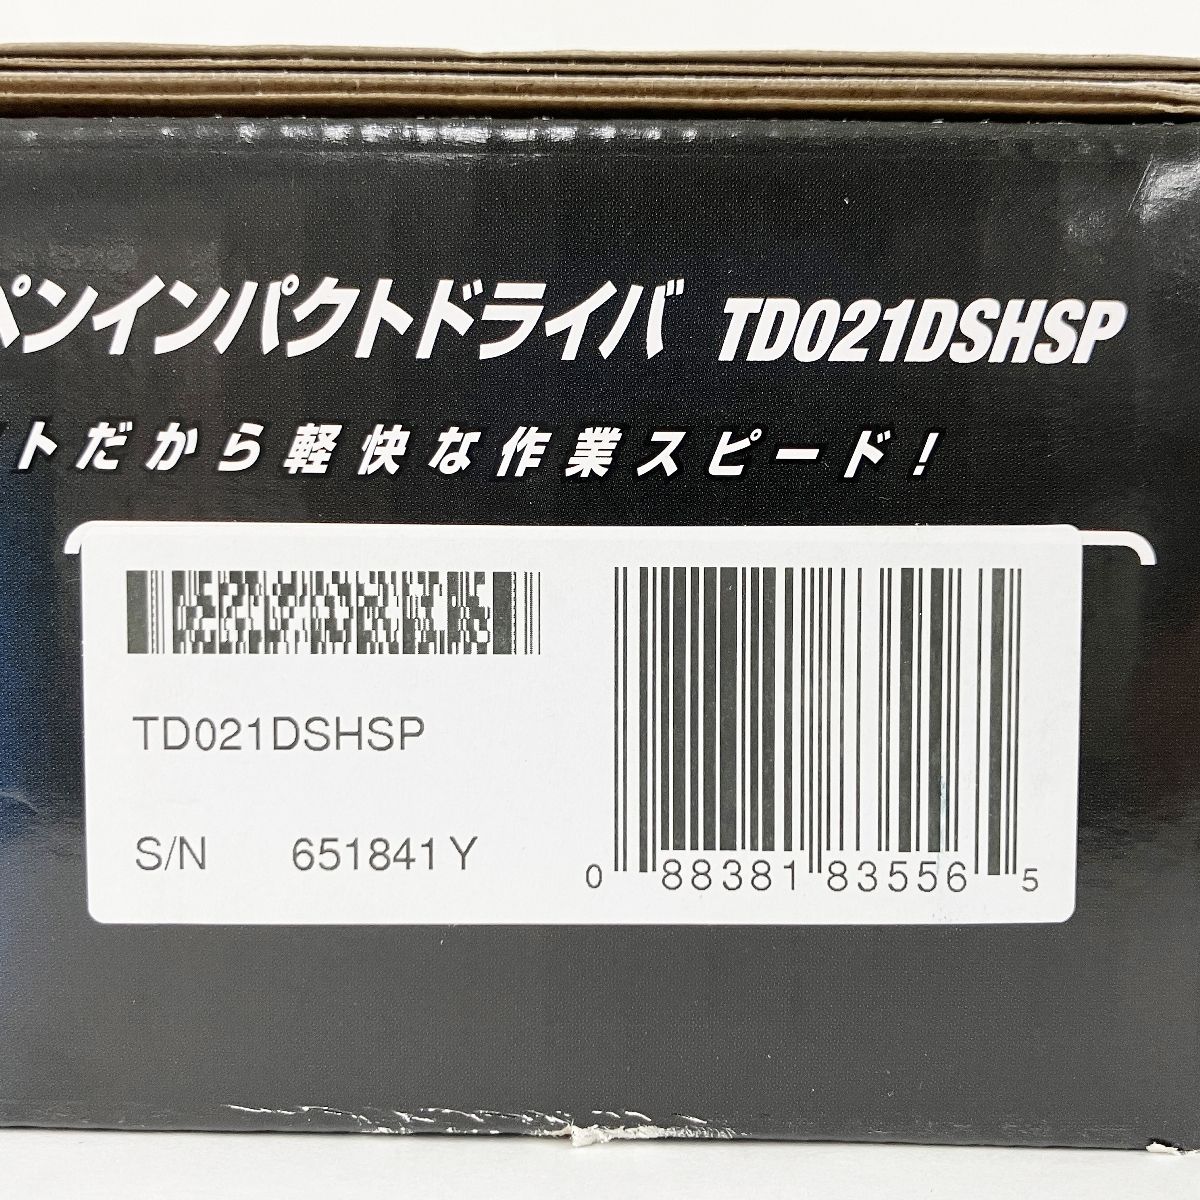 ペンインパクトドライバ TD021DSHSP
トだから軽快な作業スピード！
TD021DSHSP
S/N 651841Y
0 88381 83556 5